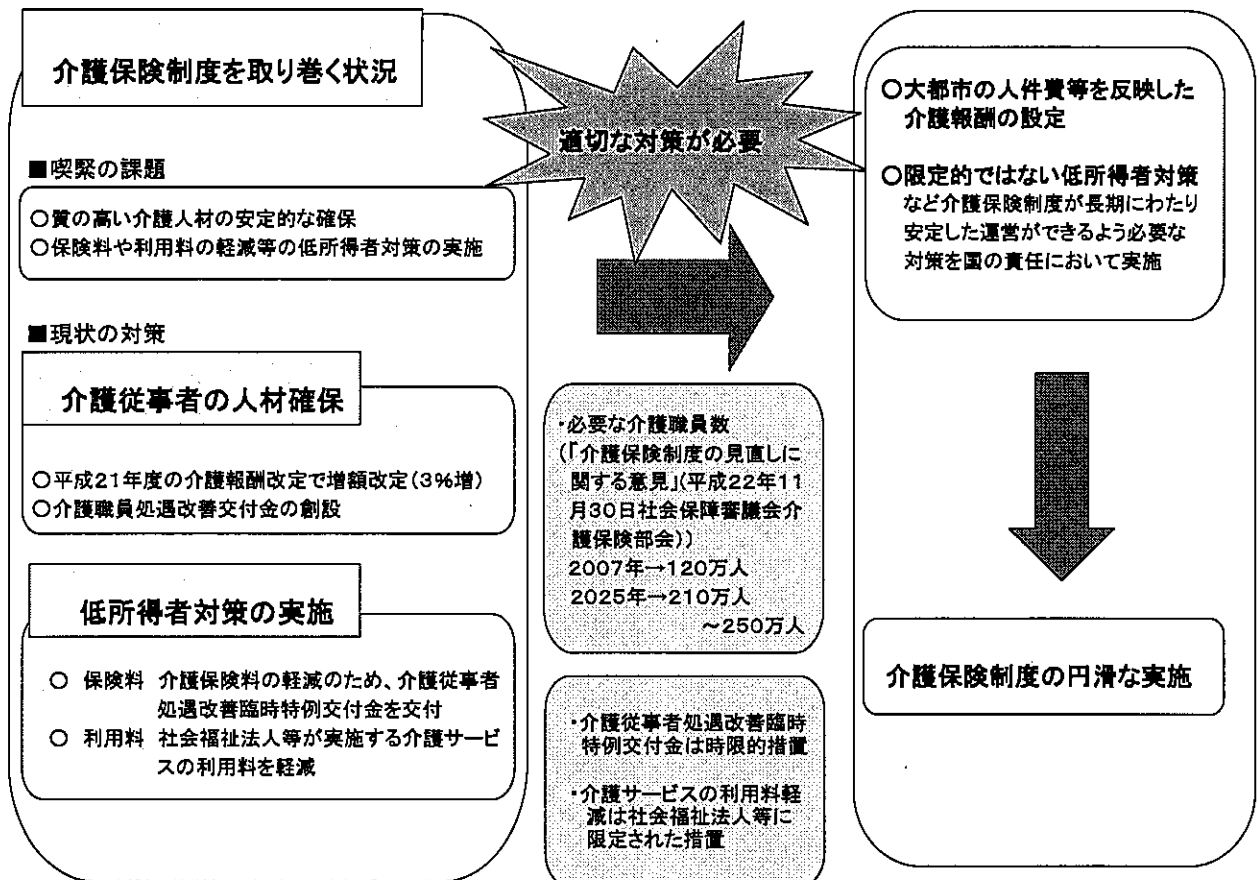 介護保険制度を取り巻く状況
■喫緊の課題
○質の高い介護人材の安定的な確保
○保険料や利用料の軽減等の低所得者対策の実施
■現状の対策
介護従事者の人材確保
○平成21年度の介護報酬改定で増額改定(3%増)
○介護職員処遇改善交付金の創設
低所得者対策の実施
○ 保険料 介護保険料の軽減のため、介護従事者
処遇改善臨時特例交付金を交付
○ 利用料 社会福祉法人等が実施する介護サービ
スの利用料を軽減
適切な対策が必要
・必要な介護職員数
(「介護保険制度の見直しに
関する意見」(平成22年11
月30日社会保障審議会介
護保険部会))
2007年→120万人
2025年→210万人
~250万人
・介護従事者処遇改善臨時
特例交付金は時限的措置
・介護サービスの利用料軽
減は社会福祉法人等に
限定された措置
○大都市の人件費等を反映した
介護報酬の設定
○限定的ではない低所得者対策
など介護保険制度が長期にわたり
安定した運営ができるよう必要な
対策を国の責任において実施
介護保険制度の円滑な実施